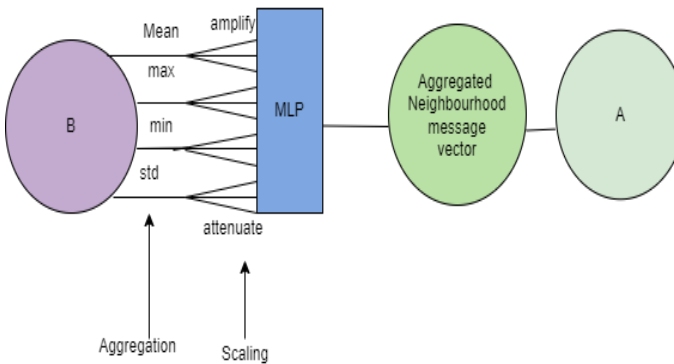 Mean
amplify
max
min
std
attenuate
B
MLP
Aggregated
Neighbourhood
message
vector
A
Aggregation
Scaling